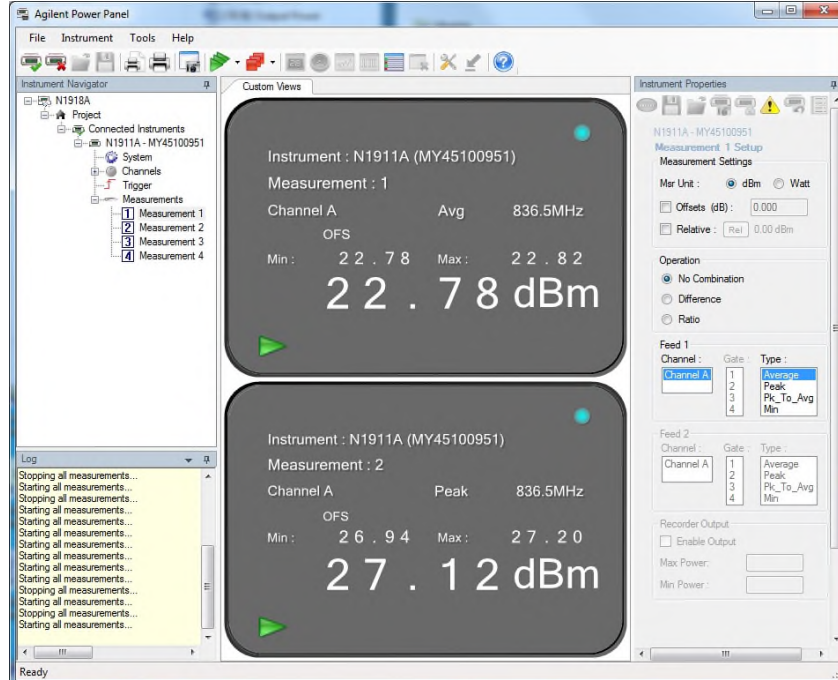 Agilent Power Panel
File Instrument Tools Help
Instrument Navigator
N1918A
Project
Connected Instruments
N1911A - MY45100951
System
Channels
Trigger
Measurements
1 Measurement 1
2 Measurement 2
3 Measurement 3
4 Measurement 4
Log
Stopping all measurements...
Starting all measurements...
Stopping all measurements...
Starting all measurements...
Starting all measurements...
Starting all measurements...
Starting all measurements...
Starting all measurements...
Starting all measurements...
Starting all measurements...
Stopping all measurements...
Starting all measurements...
Stopping all measurements...
Starting all measurements...
Ready
Custom Views
Instrument : N1911A (MY45100951)
Measurement : 1
Channel A Avg 836.5MHz
OFS
Min : 22.78 Max : 22.82
22.78 dBm
Instrument : N1911A (MY45100951)
Measurement : 2
Channel A Peak 836.5MHz
OFS
Min : 26.94 Max : 27.20
27.12 dBm
Instrument Properties
N1911A - MY45100951
Measurement 1 Setup
Measurement Settings
Msr Unit : dBm Watt
Offsets (dB) : 0.000
Relative : Rel 0.00 dBm
Operation
No Combination
Difference
Ratio
Feed 1
Channel : Gate : Type :
Channel A 1 Average
2 Peak
3 Pk_To_Avg
4 Min
Feed 2
Channel : Gate : Type :
Channel A 1 Average
2 Peak
3 Pk_To_Avg
4 Min
Recorder Output
Enable Output
Max Power:
Min Power :